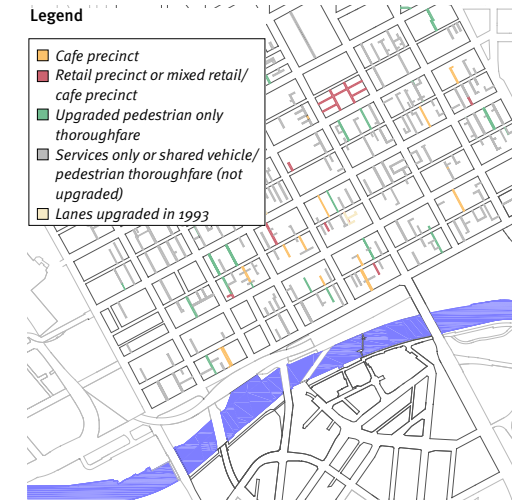 Legend
Cafe precinct
Retail precinct or mixed retail/
cafe precinct
Upgraded pedestrian only
thoroughfare
Services only or shared vehicle/
pedestrian thoroughfare (not
upgraded)
Lanes upgraded in 1993